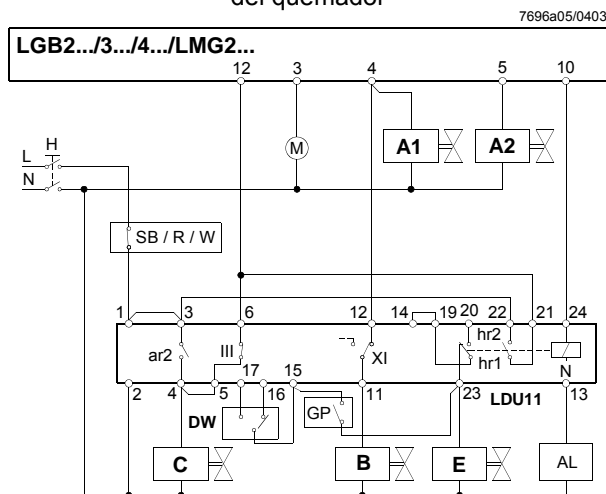 del quemador
7696a05/0403
LGB2.../3.../4.../LMG2...
12 3 4 5 10
H
L
M
A1 A2
N
SB / R / W
1 3 6 12 14 19 20 22 21 24
hr2
ar2 III XI
hr1
N
17 15
2 4 5 16 11 23 LDU11 13
DW GP
C B E AL